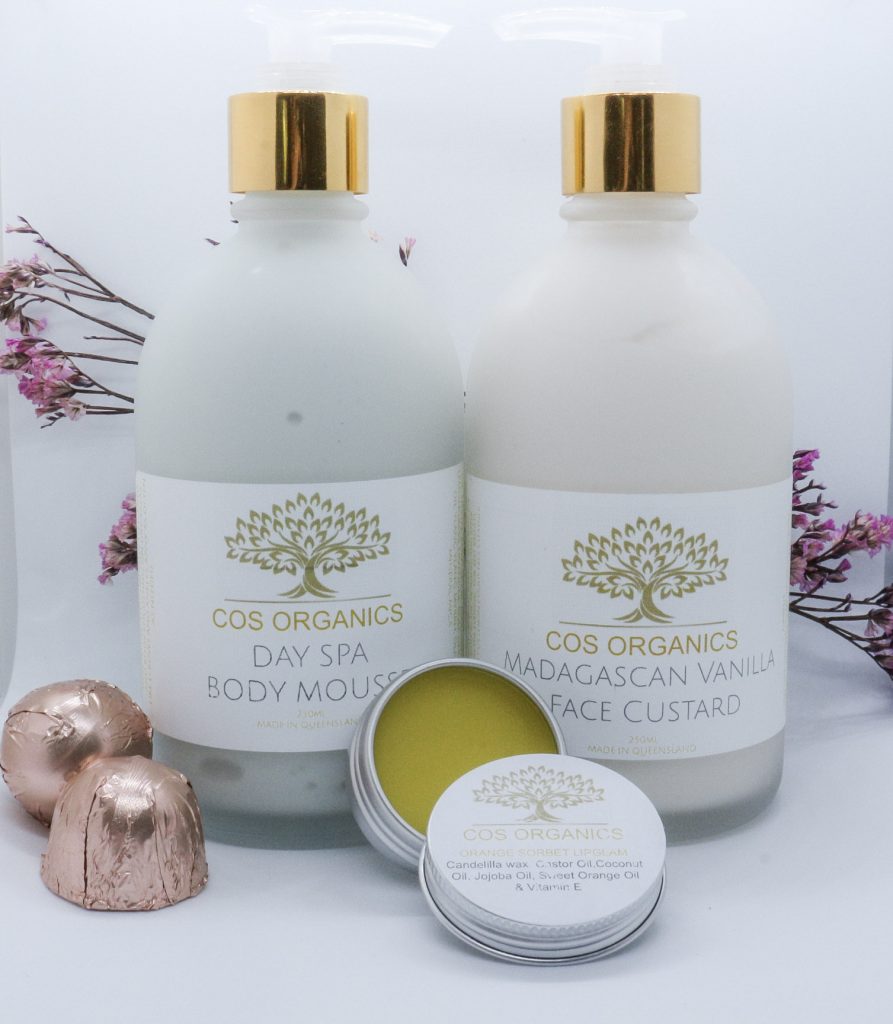 COS ORGANICS
DAY SPA
BODY MOUSSE
MADE IN QUEENSLAND
COS ORGANICS
MADAGASCAN VANILLA
FACE CUSTARD
250ML
MADE IN QUEENSLAND
COS ORGANICS
ORANGE SORBET LIPGLAM
Candelilla wax, Castor Oil,Coconut
Oil, Jojoba Oil, Sweet Orange Oil
& Vitamin E